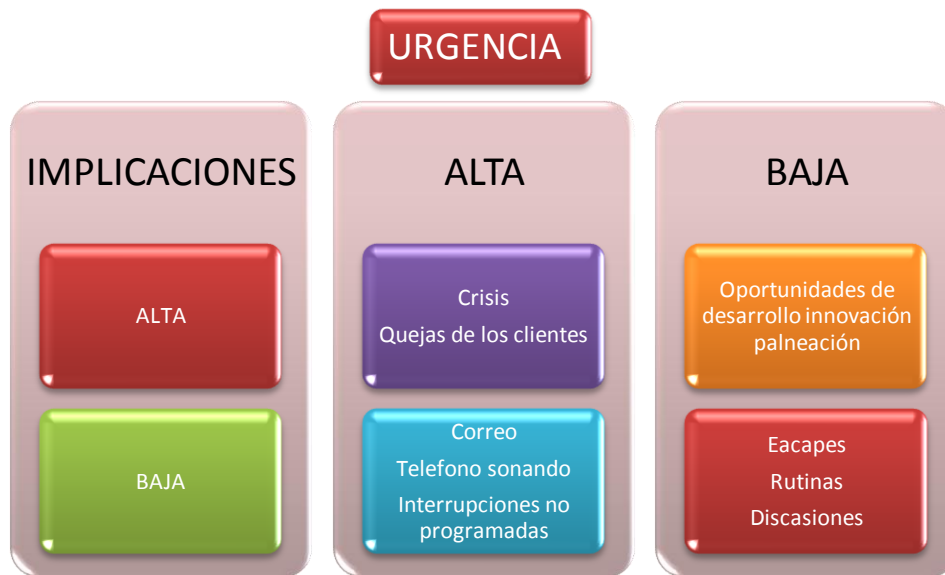 URGENCIA
IMPLICACIONES
ALTA
BAJA
ALTA
Crisis
Quejas de los clientes
Oportunidades de
desarrollo innovación
palneación
BAJA
Correo
Telefono sonando
Interrupciones no
programadas
Eacapes
Rutinas
Discasiones